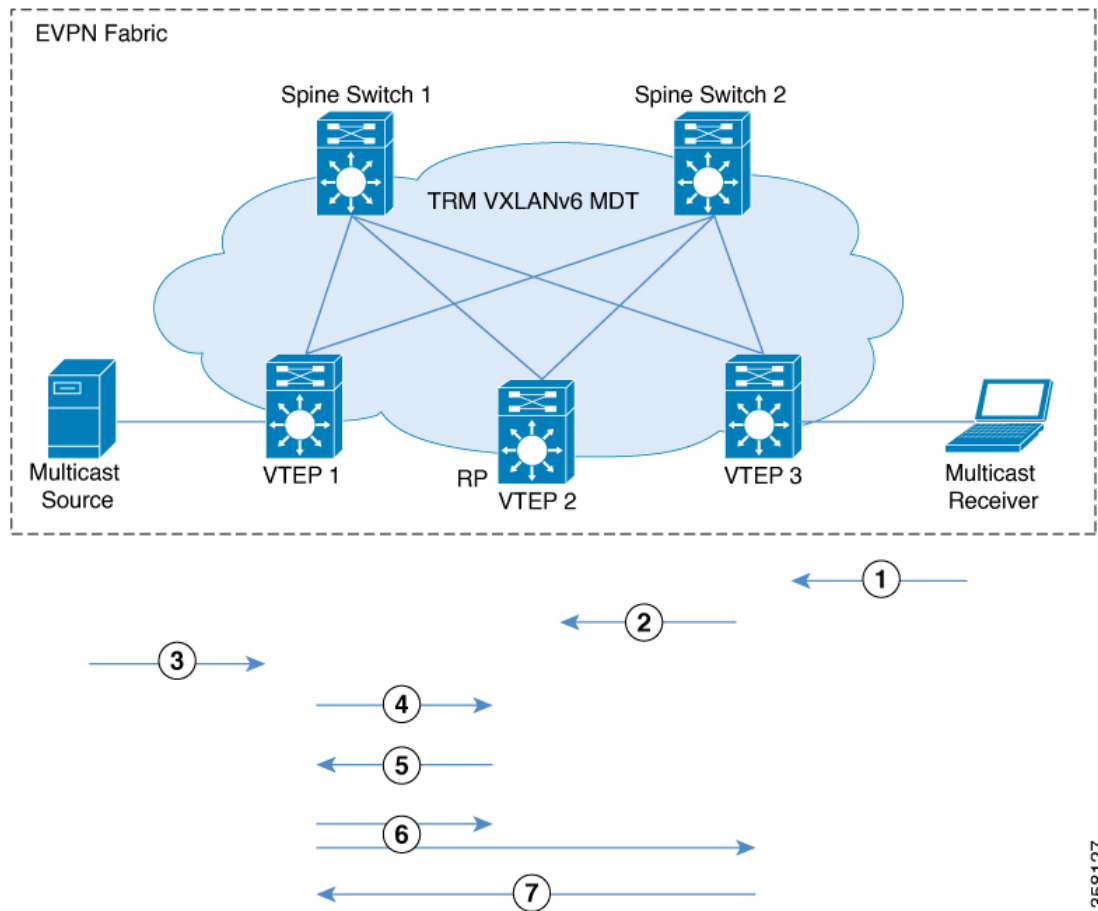 EVPN Fabric
Spine Switch 1
Spine Switch 2
TRM VXLANv6 MDT
Multicast
Source
VTEP 1
RP
VTEP 2
VTEP 3
Multicast
Receiver
1
2
3
4
5
6
7
358127